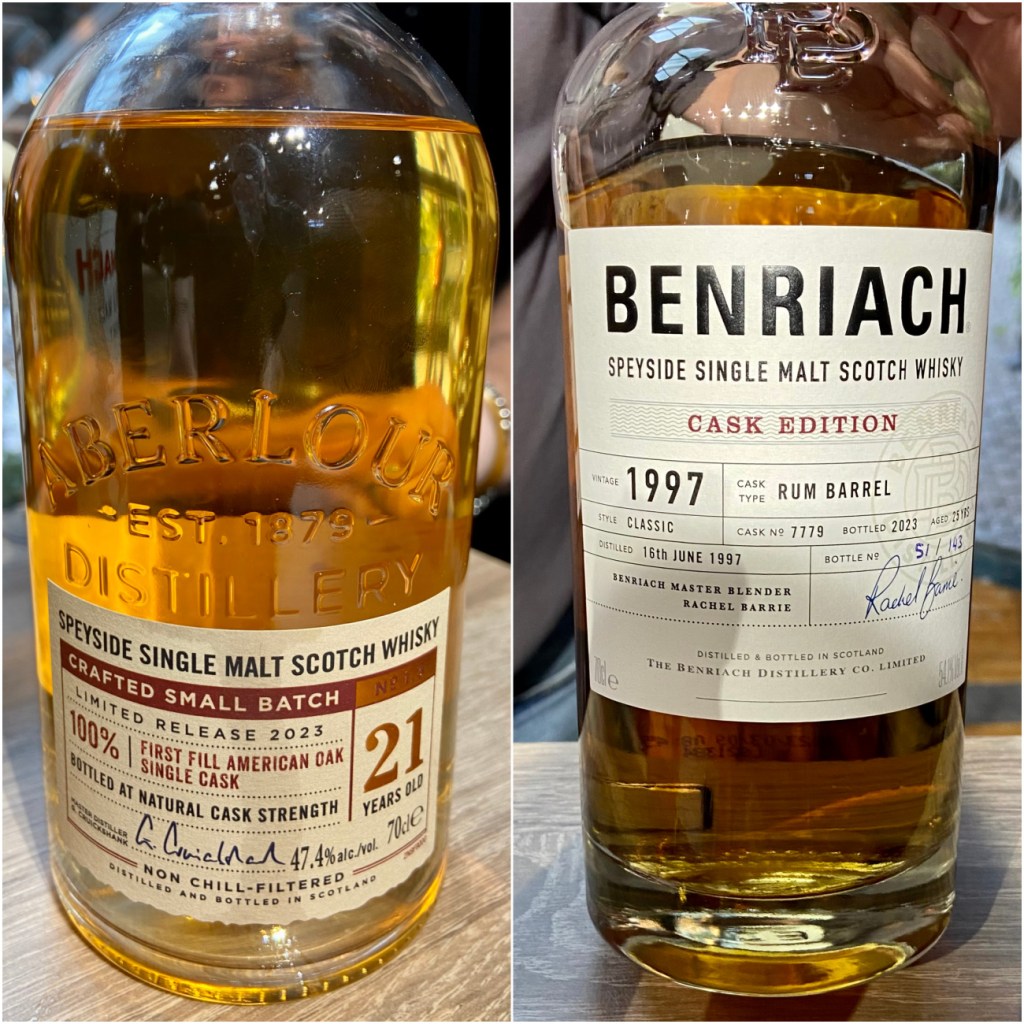 ABERLOUR
EST. 1879
DISTILLERY
SPEYSIDE SINGLE MALT SCOTCH WHISKY
CRAFTED SMALL BATCH
LIMITED RELEASE 2023
100% FIRST FILL AMERICAN OAK
SINGLE CASK
21
YEARS OLD
BOTTLED AT NATURAL CASK STRENGTH
MASTER DISTILLER
G. CRUICKSHANK
47,4%alc./vol. 70cl e
NON CHILL-FILTERED
DISTILLED AND BOTTLED IN SCOTLAND
BENRIACH
SPEYSIDE SINGLE MALT SCOTCH WHISKY
CASK EDITION
VINTAGE 1997
CASK TYPE RUM BARREL
STYLE CLASSIC
CASK Nº 7779 BOTTLED 2023 AGED 25 YRS
DISTILLED 16th JUNE 1997
BOTTLE Nº 51 / 143
BENRIACH MASTER BLENDER
RACHEL BARRIE
Rachel Barrie
DISTILLED & BOTTLED IN SCOTLAND
THE BENRIACH DISTILLERY CO. LIMITED
70cl e